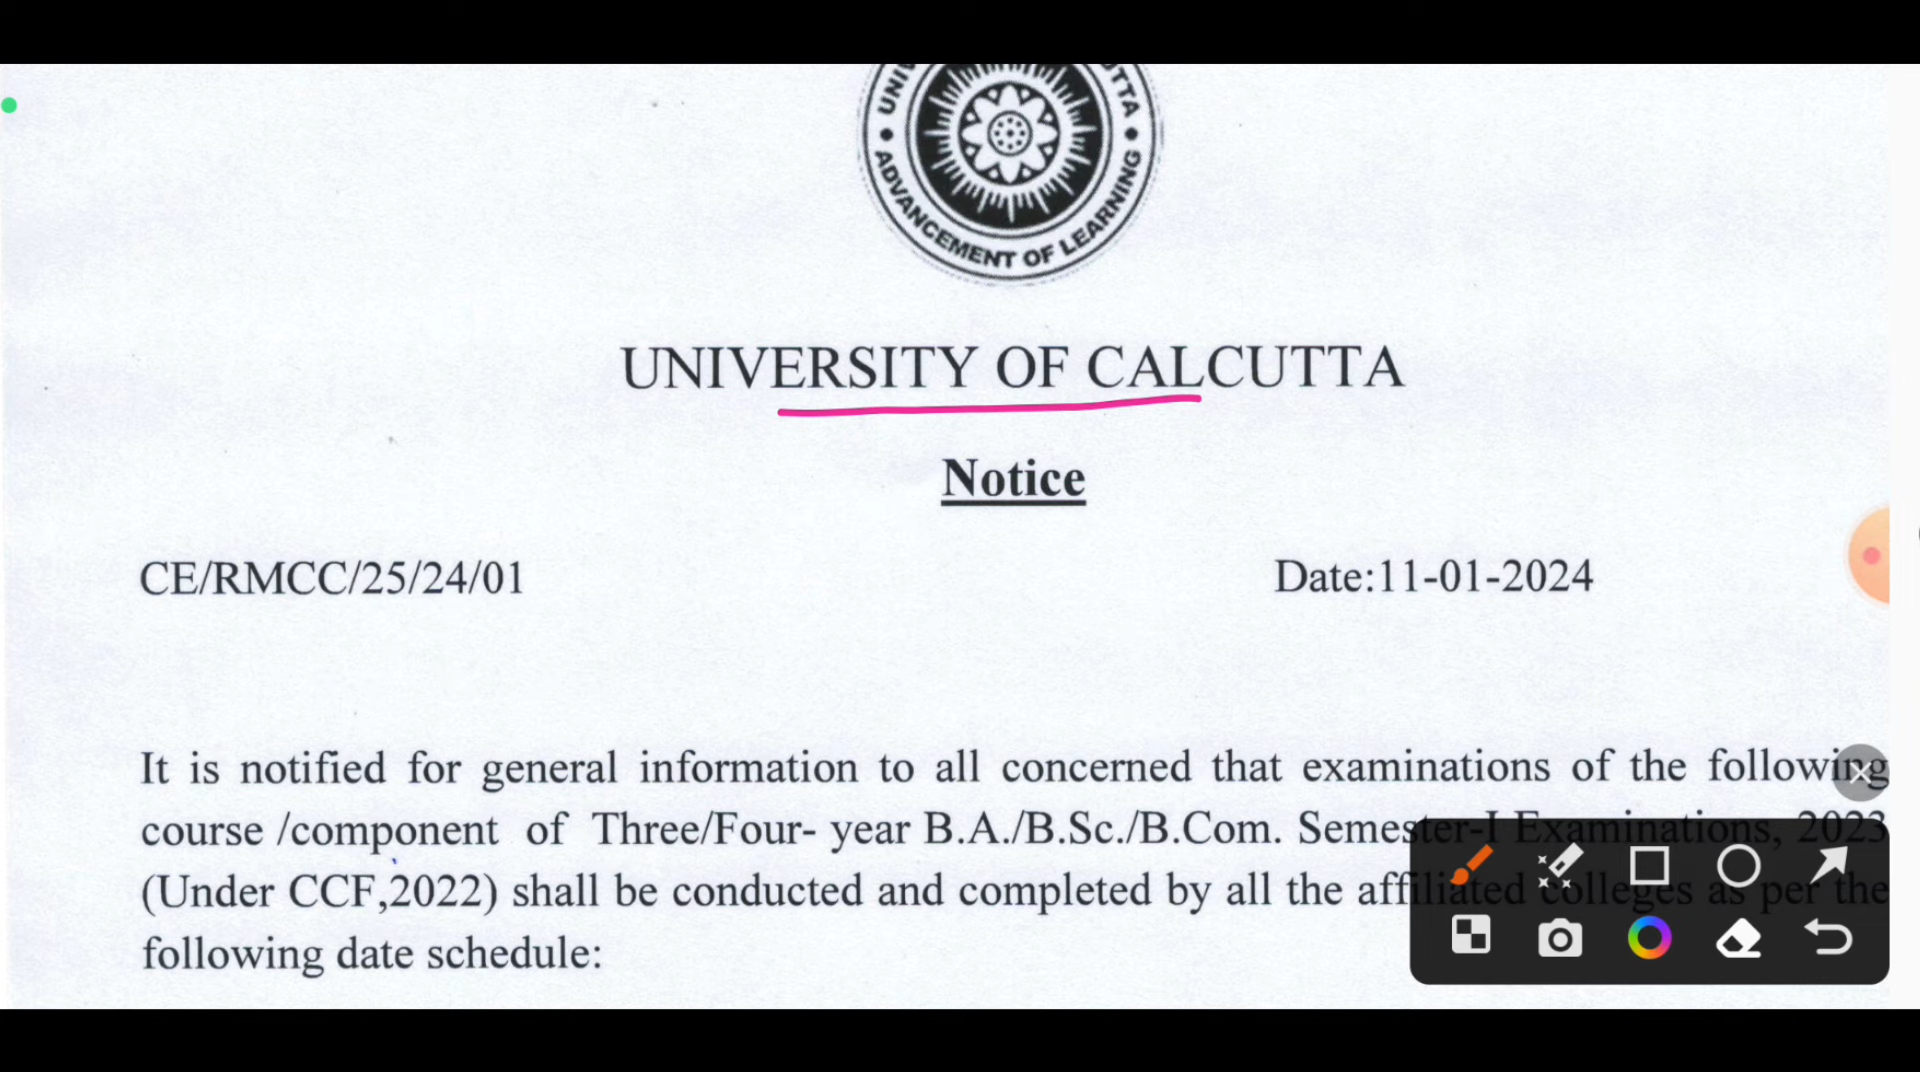 UNIV TTA
ADVANCEMENT OF LEARNING
UNIVERSITY OF CALCUTTA
Notice
CE/RMCC/25/24/01 Date:11-01-2024
It is notified for general information to all concerned that examinations of the following
course /component of Three/Four- year B.A./B.Sc./B.Com. Semester-I Examinations, 2023
(Under CCF,2022) shall be conducted and completed by all the affiliated colleges as per the
following date schedule: